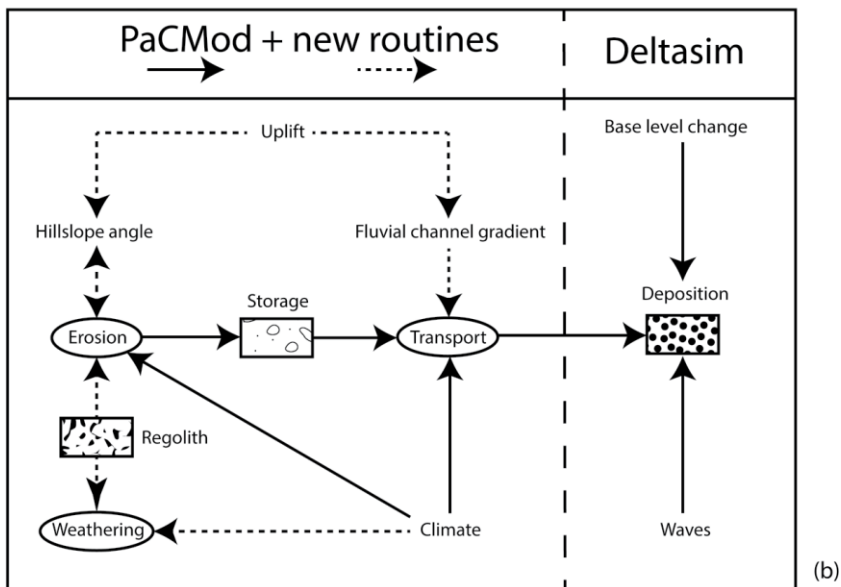 PaCMod + new routines
Deltasim
Uplift
Base level change
Hillslope angle
Fluvial channel gradient
Storage
Deposition
Erosion
Transport
Regolith
Weathering
Climate
Waves
(b)